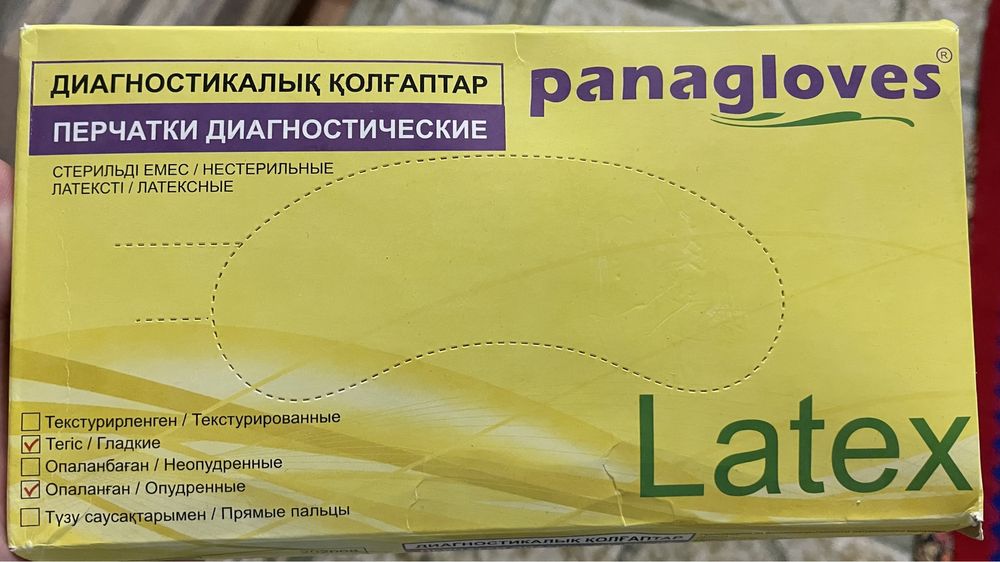 ДИАГНОСТИКАЛЫҚ ҚОЛҒАПТАР
ПЕРЧАТКИ ДИАГНОСТИЧЕСКИЕ
СТЕРИЛЬДІ ЕМЕС / НЕСТЕРИЛЬНЫЕ
ЛАТЕКСТІ / ЛАТЕКСНЫЕ
panagloves®
Текстурирленген / Текстурированные
Тегіс / Гладкие
Опаланбаған / Неопудренные
Опаланған / Опудренные
Түзу саусақтарымен / Прямые пальцы
Latex
ДИАГНОСТИКАЛЫҚ ҚОЛҒАПТАР